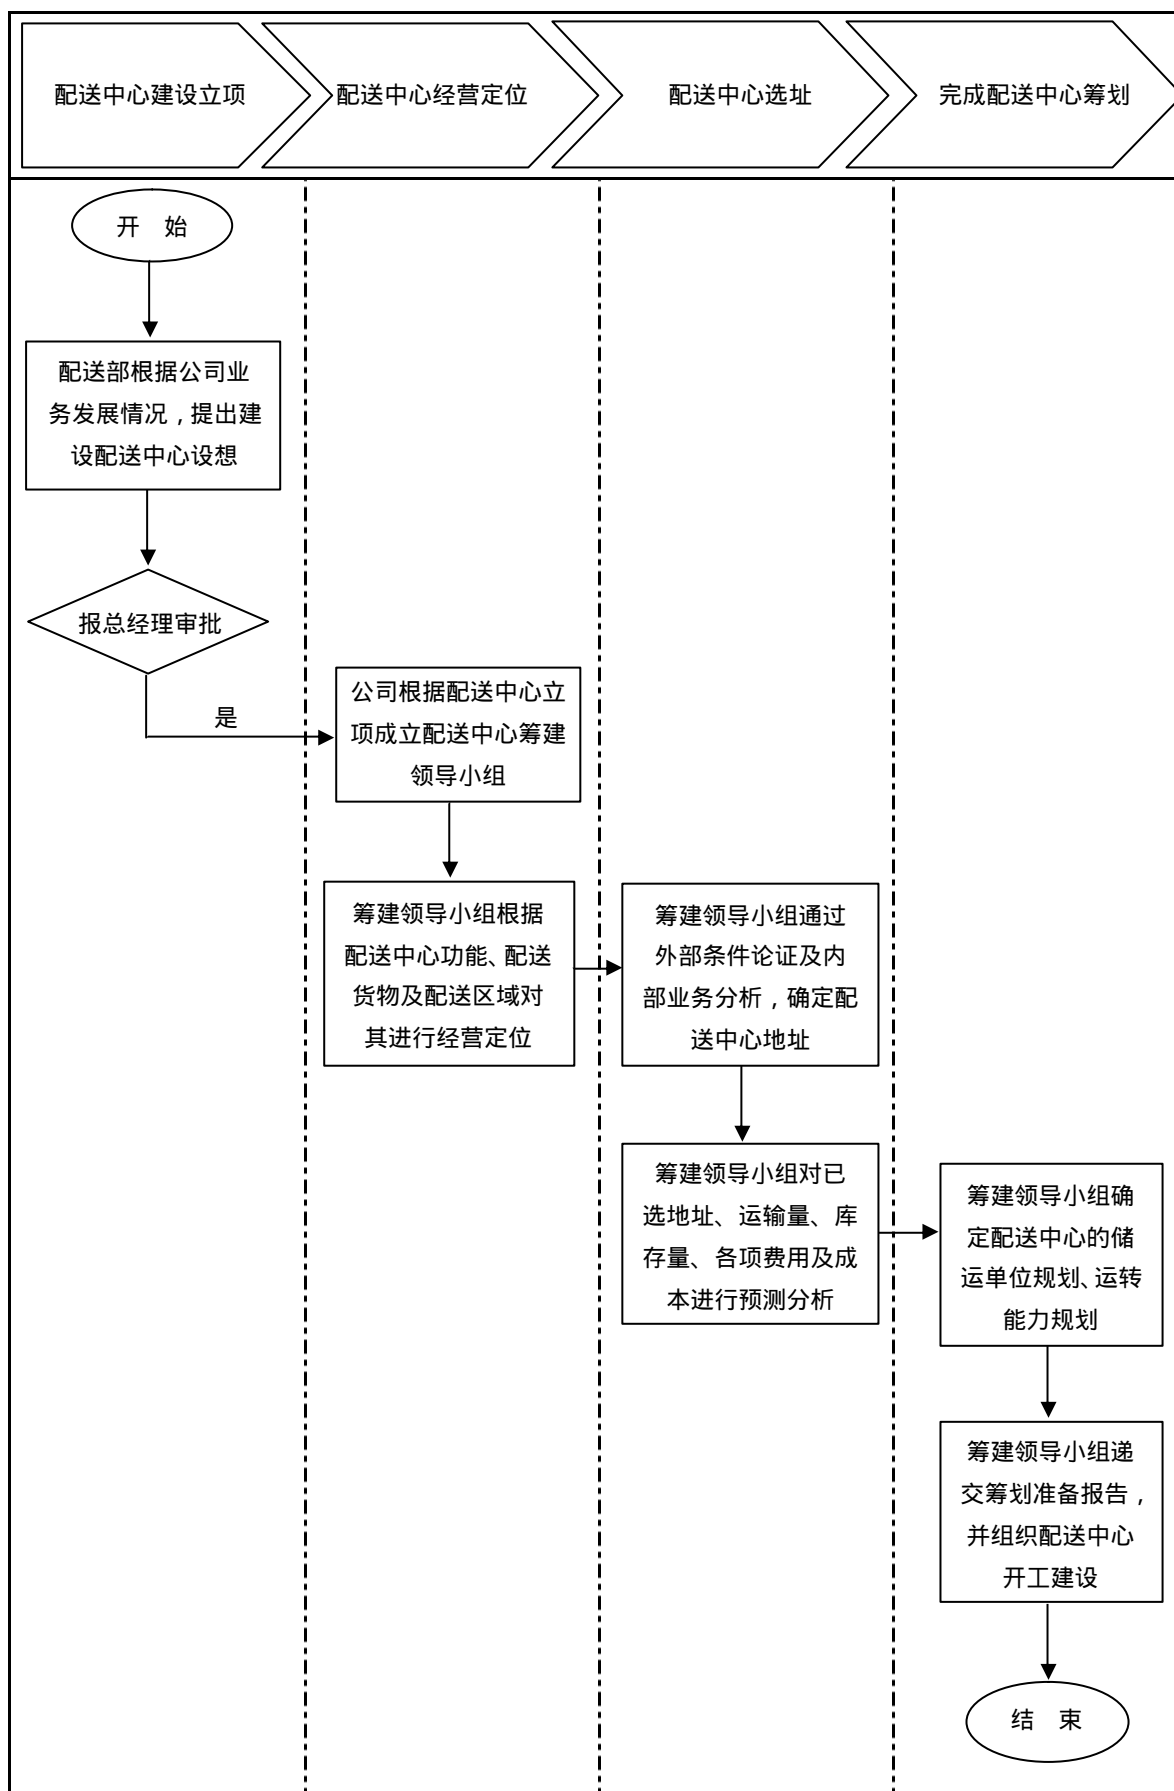 配送中心建设立项
配送中心经营定位
配送中心选址
完成配送中心筹划
开 始
配送部根据公司业
务发展情况，提出建
设配送中心设想
报总经理审批
是
公司根据配送中心立
项成立配送中心筹建
领导小组
筹建领导小组根据
配送中心功能、配送
货物及配送区域对
其进行经营定位
筹建领导小组通过
外部条件论证及内
部业务分析，确定配
送中心地址
筹建领导小组对已
选地址、运输量、库
存量、各项费用及成
本进行预测分析
筹建领导小组确
定配送中心的储
运单位规划、运转
能力规划
筹建领导小组递
交筹划准备报告，
并组织配送中心
开工建设
结 束